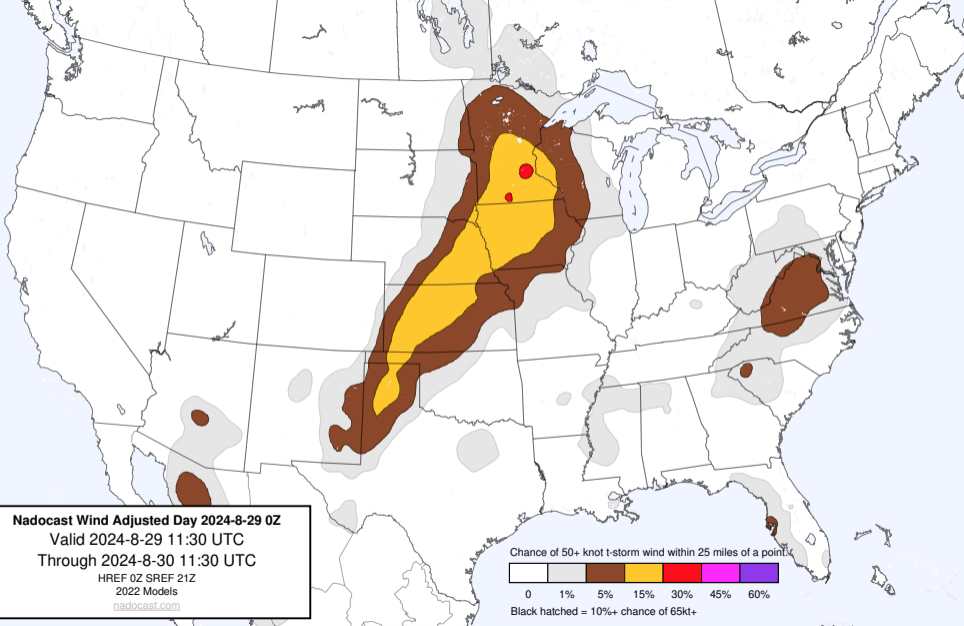 Nadocast Wind Adjusted Day 2024-8-29 0Z
Valid 2024-8-29 11:30 UTC
Through 2024-8-30 11:30 UTC
HREF 0Z SREF 21Z
2022 Models
nadocast.com
Chance of 50+ knot t-storm wind within 25 miles of a point.
0 1% 5% 15% 30% 45% 60%
Black hatched = 10%+ chance of 65kt+